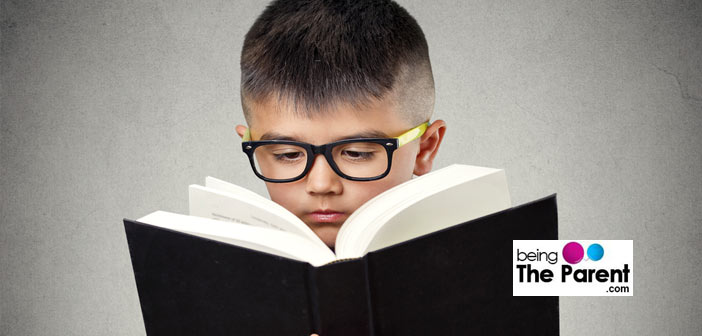 being
The Parent
.com